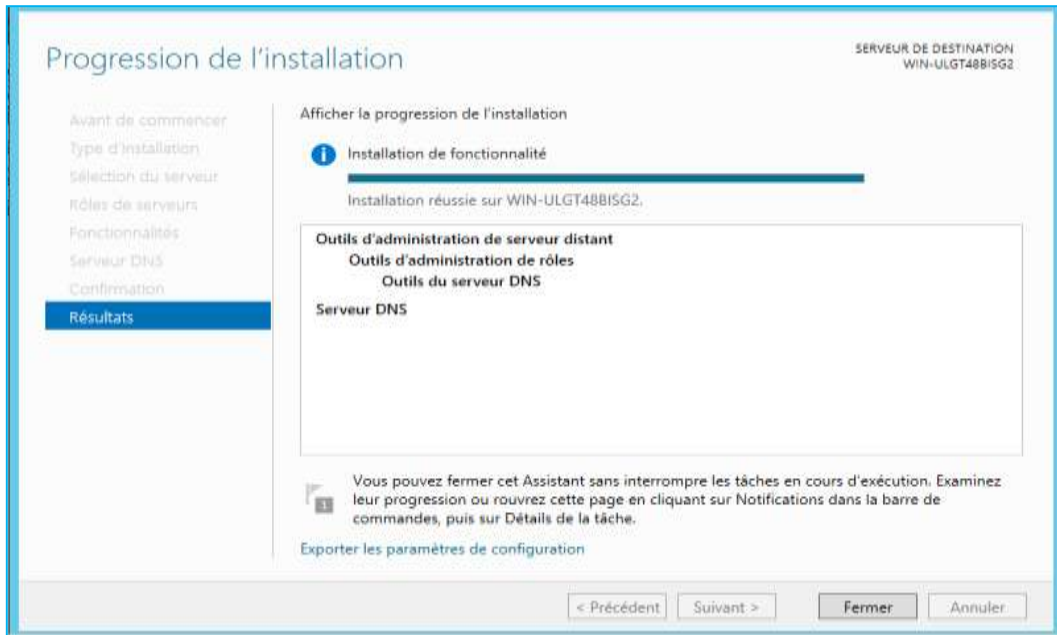 Progression de l'installation
SERVEUR DE DESTINATION
WIN-ULGT48BISG2
Avant de commencer
Type d'installation
Sélection du serveur
Rôles de serveurs
Fonctionnalités
Serveur DNS
Confirmation
Résultats
Afficher la progression de l'installation
Installation de fonctionnalité
Installation réussie sur WIN-ULGT48BISG2.
Outils d'administration de serveur distant
Outils d'administration de rôles
Outils du serveur DNS
Serveur DNS
1
Vous pouvez fermer cet Assistant sans interrompre les tâches en cours d'exécution. Examinez
leur progression ou rouvrez cette page en cliquant sur Notifications dans la barre de
commandes, puis sur Détails de la tâche.
Exporter les paramètres de configuration
< Précédent
Suivant >
Fermer
Annuler